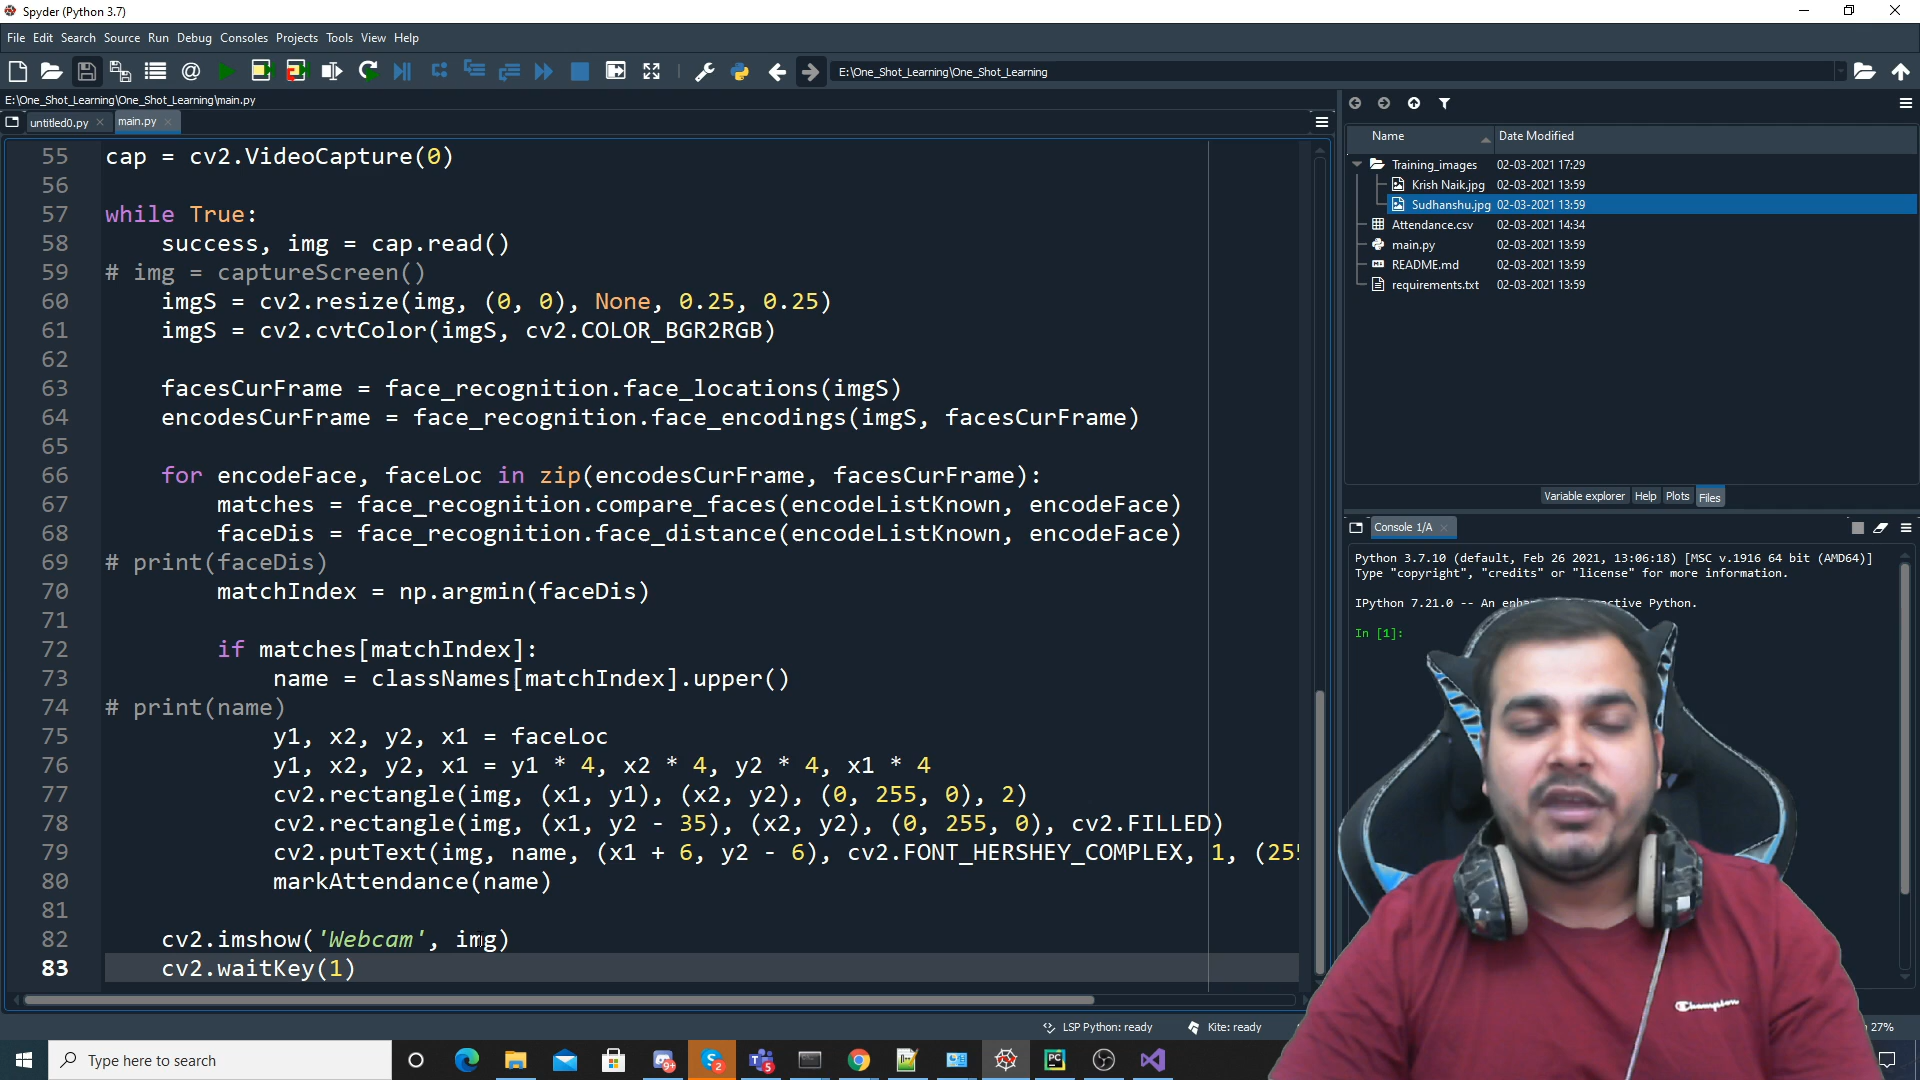 Spyder (Python 3.7)
File Edit Search Source Run Debug Consoles Projects Tools View Help
E:\One_Shot_Learning\One_Shot_Learning
E:\One_Shot_Learning\One_Shot_Learning\main.py
untitled0.py
main.py
55 cap = cv2.VideoCapture(0)
56
57 while True:
58     success, img = cap.read()
59 # img = captureScreen()
60     imgS = cv2.resize(img, (0, 0), None, 0.25, 0.25)
61     imgS = cv2.cvtColor(imgS, cv2.COLOR_BGR2RGB)
62
63     facesCurFrame = face_recognition.face_locations(imgS)
64     encodesCurFrame = face_recognition.face_encodings(imgS, facesCurFrame)
65
66     for encodeFace, faceLoc in zip(encodesCurFrame, facesCurFrame):
67         matches = face_recognition.compare_faces(encodeListKnown, encodeFace)
68         faceDis = face_recognition.face_distance(encodeListKnown, encodeFace)
69 # print(faceDis)
70         matchIndex = np.argmin(faceDis)
71
72         if matches[matchIndex]:
73             name = classNames[matchIndex].upper()
74 # print(name)
75             y1, x2, y2, x1 = faceLoc
76             y1, x2, y2, x1 = y1 * 4, x2 * 4, y2 * 4, x1 * 4
77             cv2.rectangle(img, (x1, y1), (x2, y2), (0, 255, 0), 2)
78             cv2.rectangle(img, (x1, y2 - 35), (x2, y2), (0, 255, 0), cv2.FILLED)
79             cv2.putText(img, name, (x1 + 6, y2 - 6), cv2.FONT_HERSHEY_COMPLEX, 1, (25
80             markAttendance(name)
81
82     cv2.imshow('Webcam', img)
83     cv2.waitKey(1)
Name Date Modified
Training_images 02-03-2021 17:29
Krish Naik.jpg 02-03-2021 13:59
Sudhanshu.jpg 02-03-2021 13:59
Attendance.csv 02-03-2021 14:34
main.py 02-03-2021 13:59
README.md 02-03-2021 13:59
requirements.txt 02-03-2021 13:59
Variable explorer Help Plots Files
Console 1/A
Python 3.7.10 (default, Feb 26 2021, 13:06:18) [MSC v.1916 64 bit (AMD64)]
Type "copyright", "credits" or "license" for more information.
IPython 7.21.0 -- An Python.
In [1]:
Champion
LSP Python: ready Kite: ready
27%
Type here to search